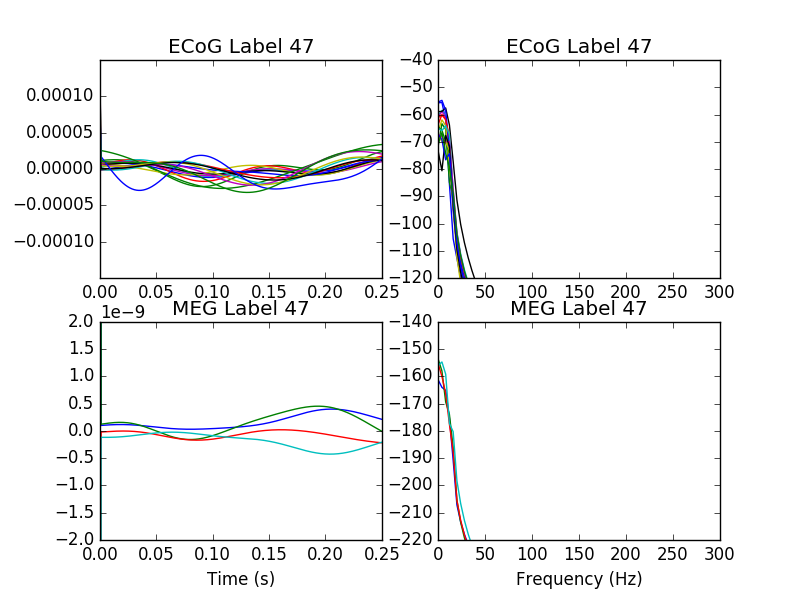 ECoG Label 47
0.00010
0.00005
0.00000
−0.00005
−0.00010
0.00 0.05 0.10 0.15 0.20 0.25
ECoG Label 47
−40
−50
−60
−70
−80
−90
−100
−110
−120
0 50 100 150 200 250 300
MEG Label 47
1e−9
2.0
1.5
1.0
0.5
0.0
−0.5
−1.0
−1.5
−2.0
0.00 0.05 0.10 0.15 0.20 0.25
Time (s)
MEG Label 47
−140
−150
−160
−170
−180
−190
−200
−210
−220
0 50 100 150 200 250 300
Frequency (Hz)